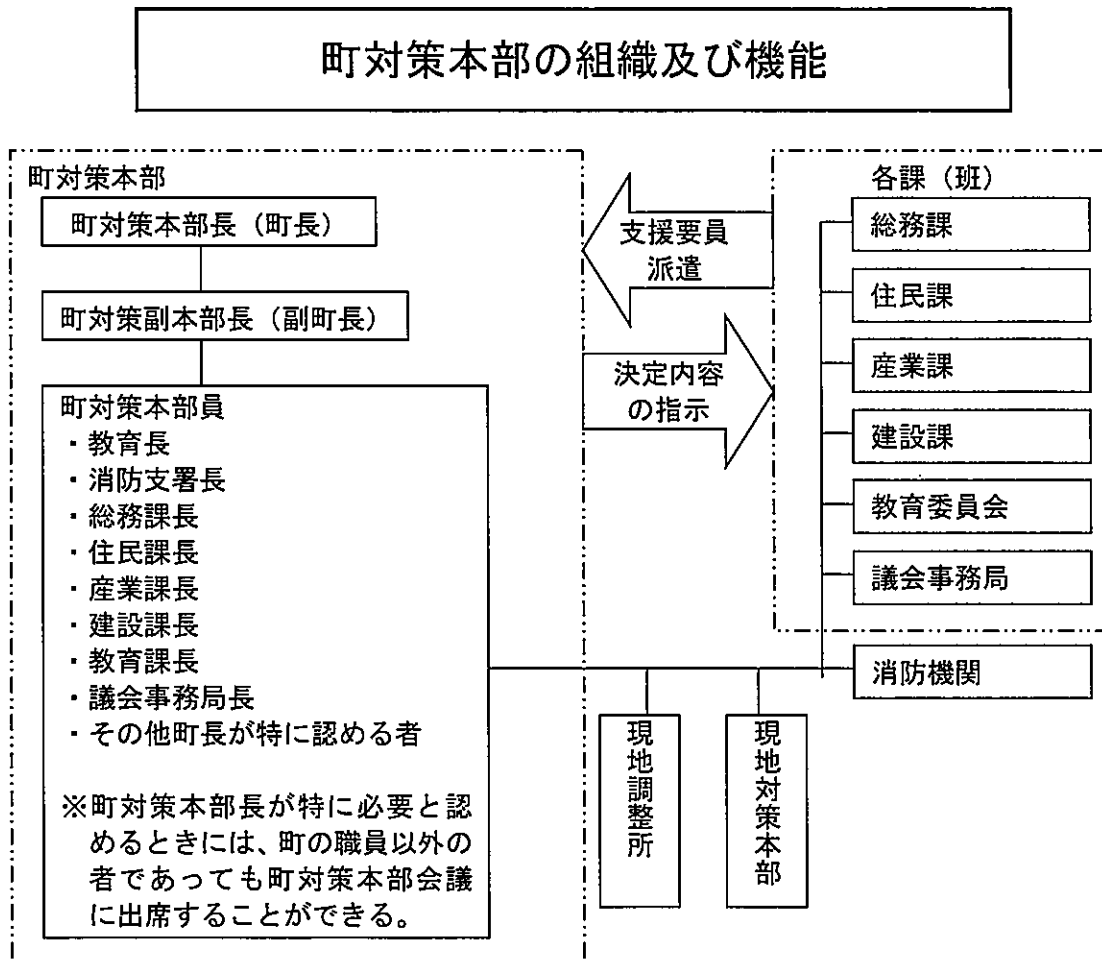 町対策本部の組織及び機能
町対策本部
町対策本部長（町長）
町対策副本部長（副町長）
町対策本部員
・教育長
・消防支署長
・総務課長
・住民課長
・産業課長
・建設課長
・教育課長
・議会事務局長
・その他町長が特に認める者
※町対策本部長が特に必要と認
めるときには、町の職員以外の
者であっても町対策本部会議
に出席することができる。
支援要員
派遣
決定内容
の指示
各課（班）
総務課
住民課
産業課
建設課
教育委員会
議会事務局
消防機関
現地調整所
現地対策本部